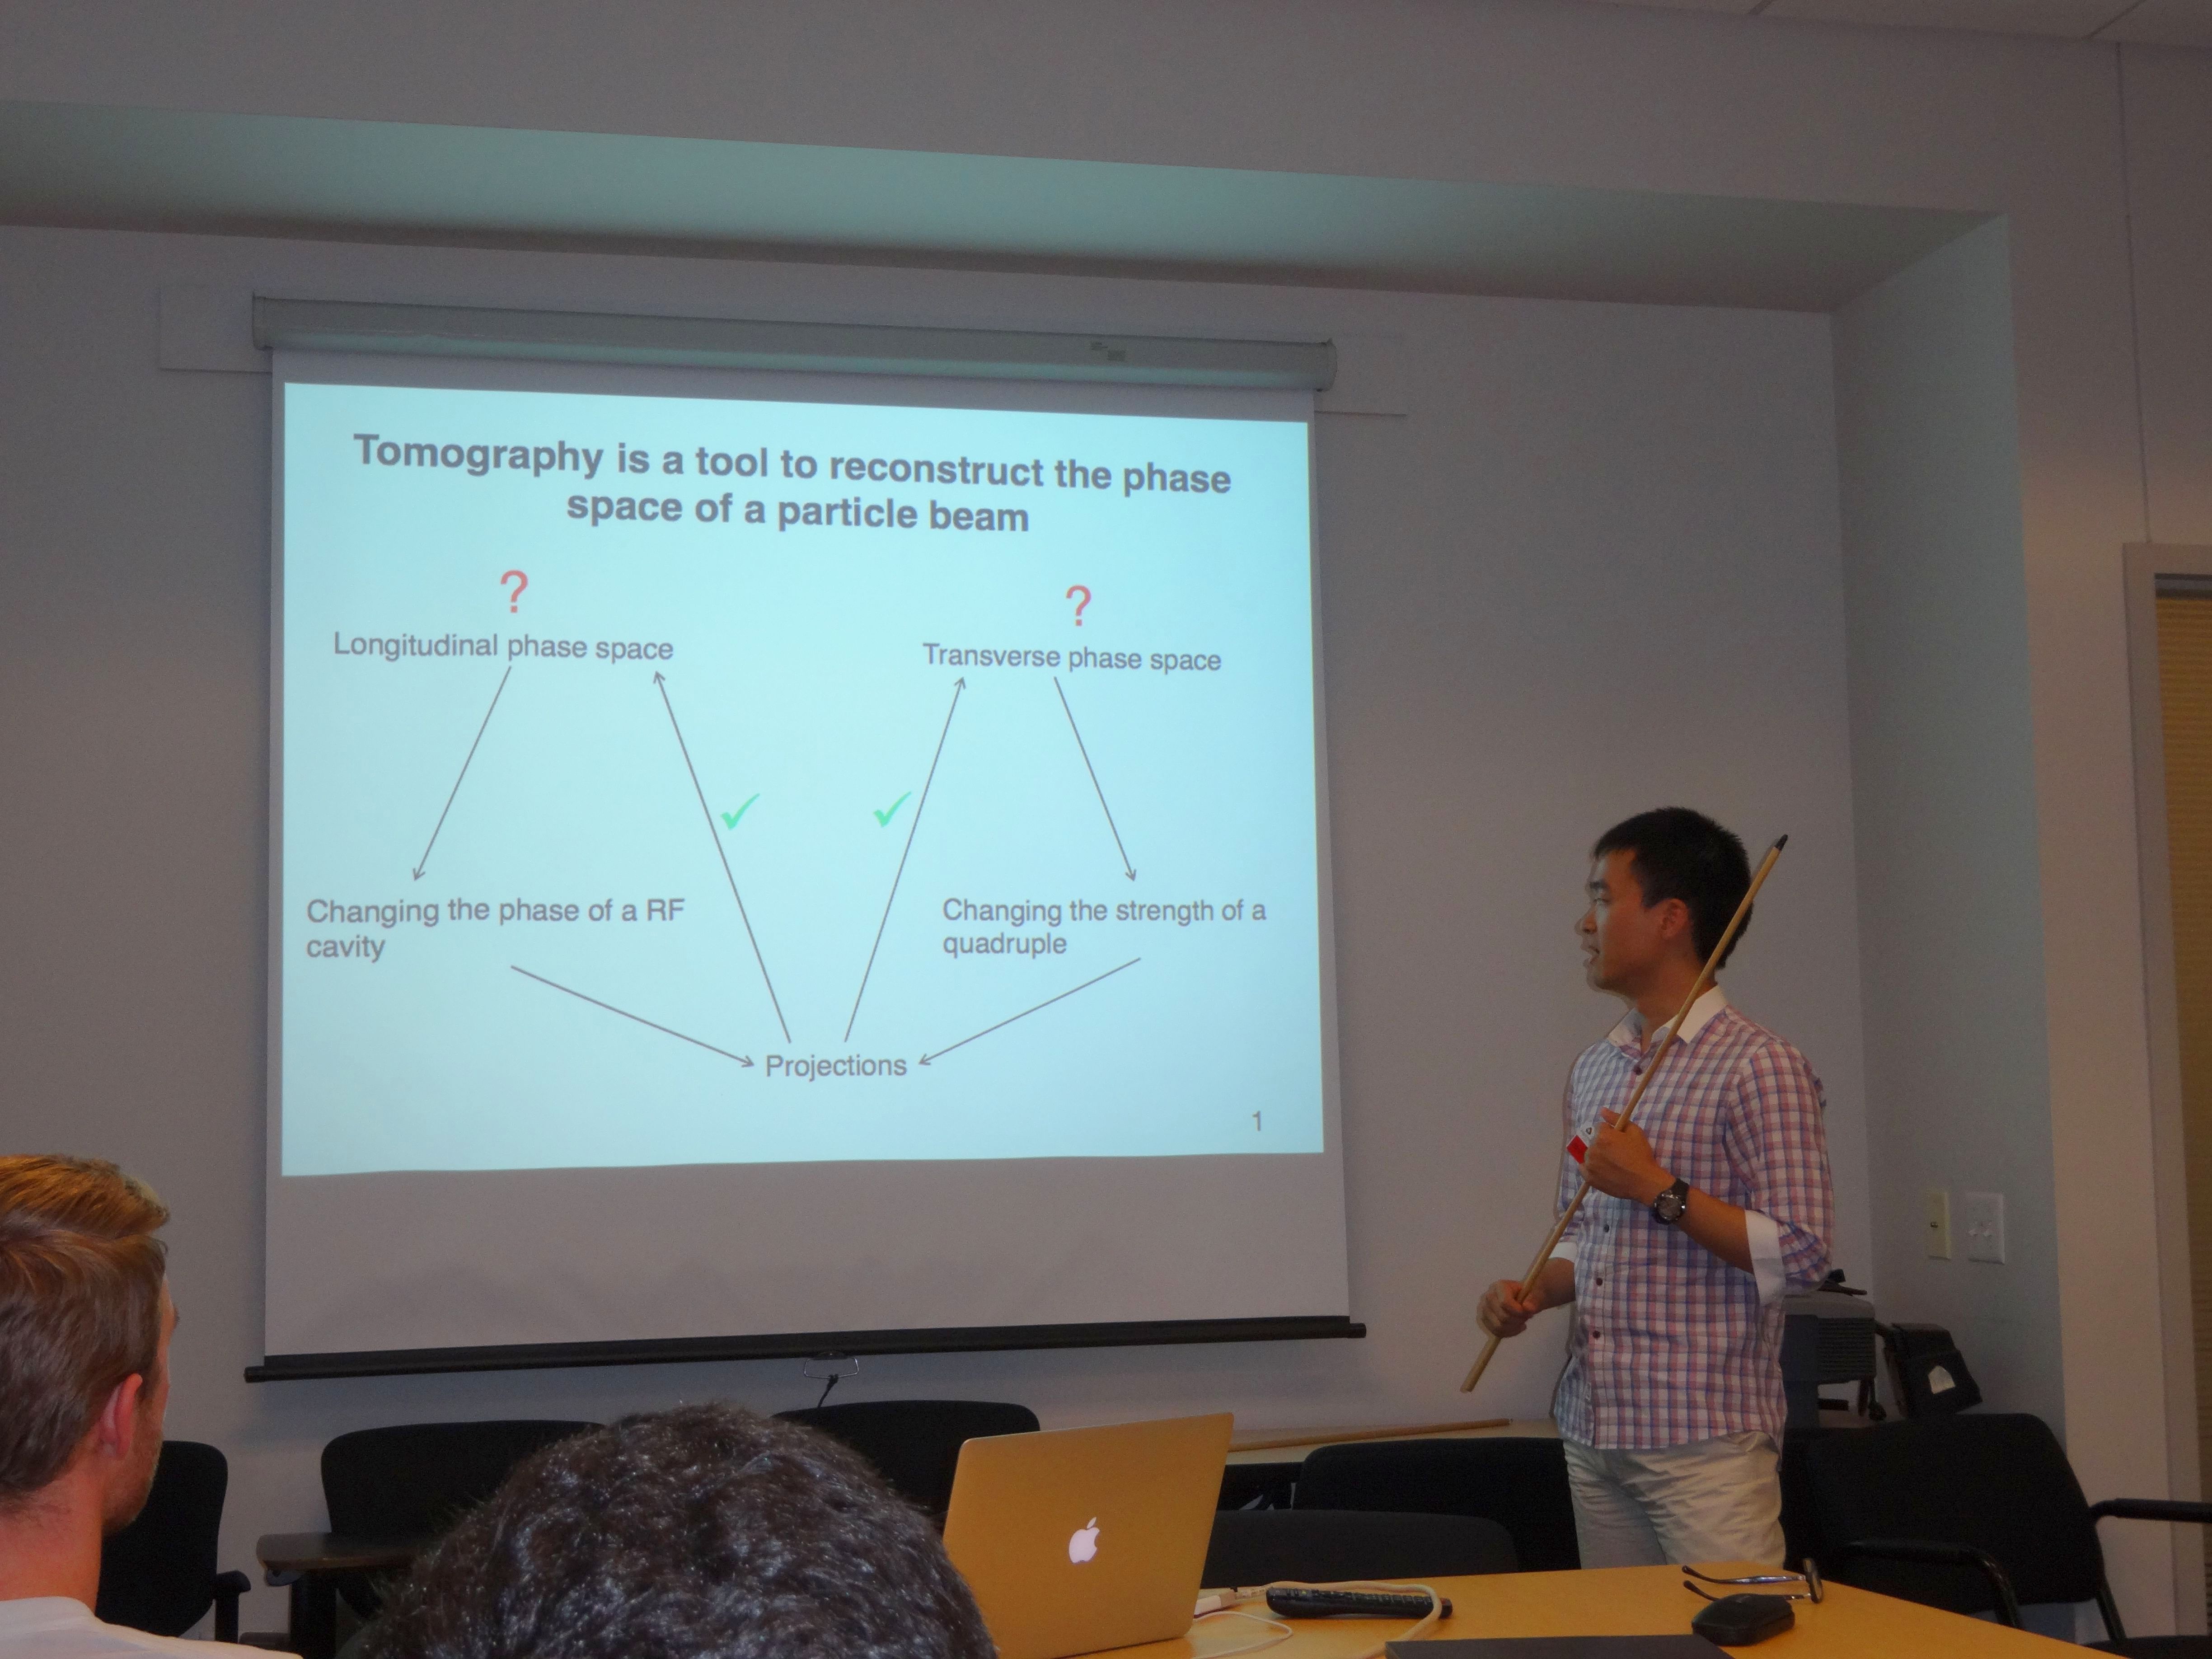 Tomography is a tool to reconstruct the phase
space of a particle beam
?
?
Longitudinal phase space
Transverse phase space
Changing the phase of a RF
cavity
Changing the strength of a
quadruple
Projections
1